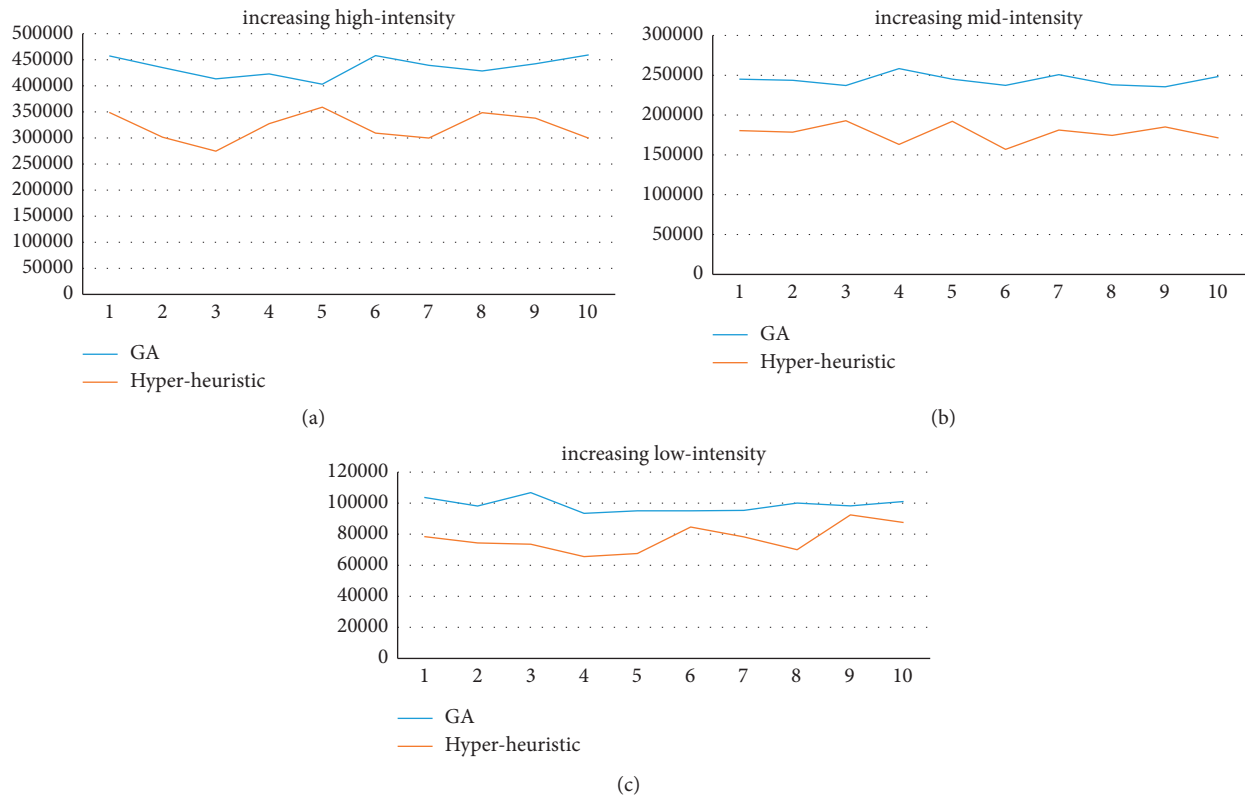 increasing high-intensity
500000
450000
400000
350000
300000
250000
200000
150000
100000
50000
0
1 2 3 4 5 6 7 8 9 10
GA
Hyper-heuristic
(a)
increasing mid-intensity
300000
250000
200000
150000
100000
50000
0
1 2 3 4 5 6 7 8 9 10
GA
Hyper-heuristic
(b)
increasing low-intensity
120000
100000
80000
60000
40000
20000
0
1 2 3 4 5 6 7 8 9 10
GA
Hyper-heuristic
(c)